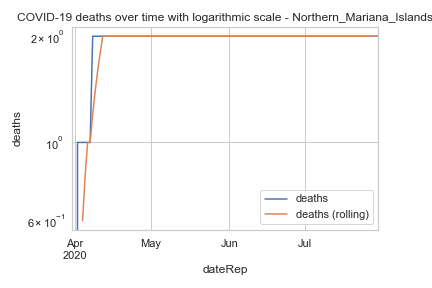 COVID-19 deaths over time with logarithmic scale - Northern_Mariana_Islands
2 × 10⁰
10⁰
6 × 10⁻¹
deaths
deaths
deaths (rolling)
Apr May Jun Jul
2020
dateRep